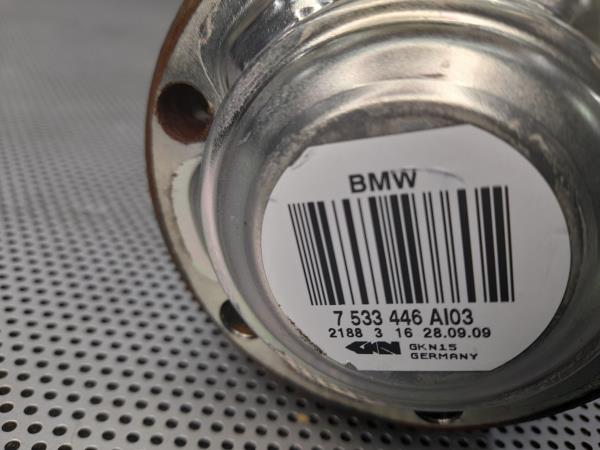 BMW
7 533 446 AI03
2188 3 16 28.09.09
GKN GKN15
GERMANY